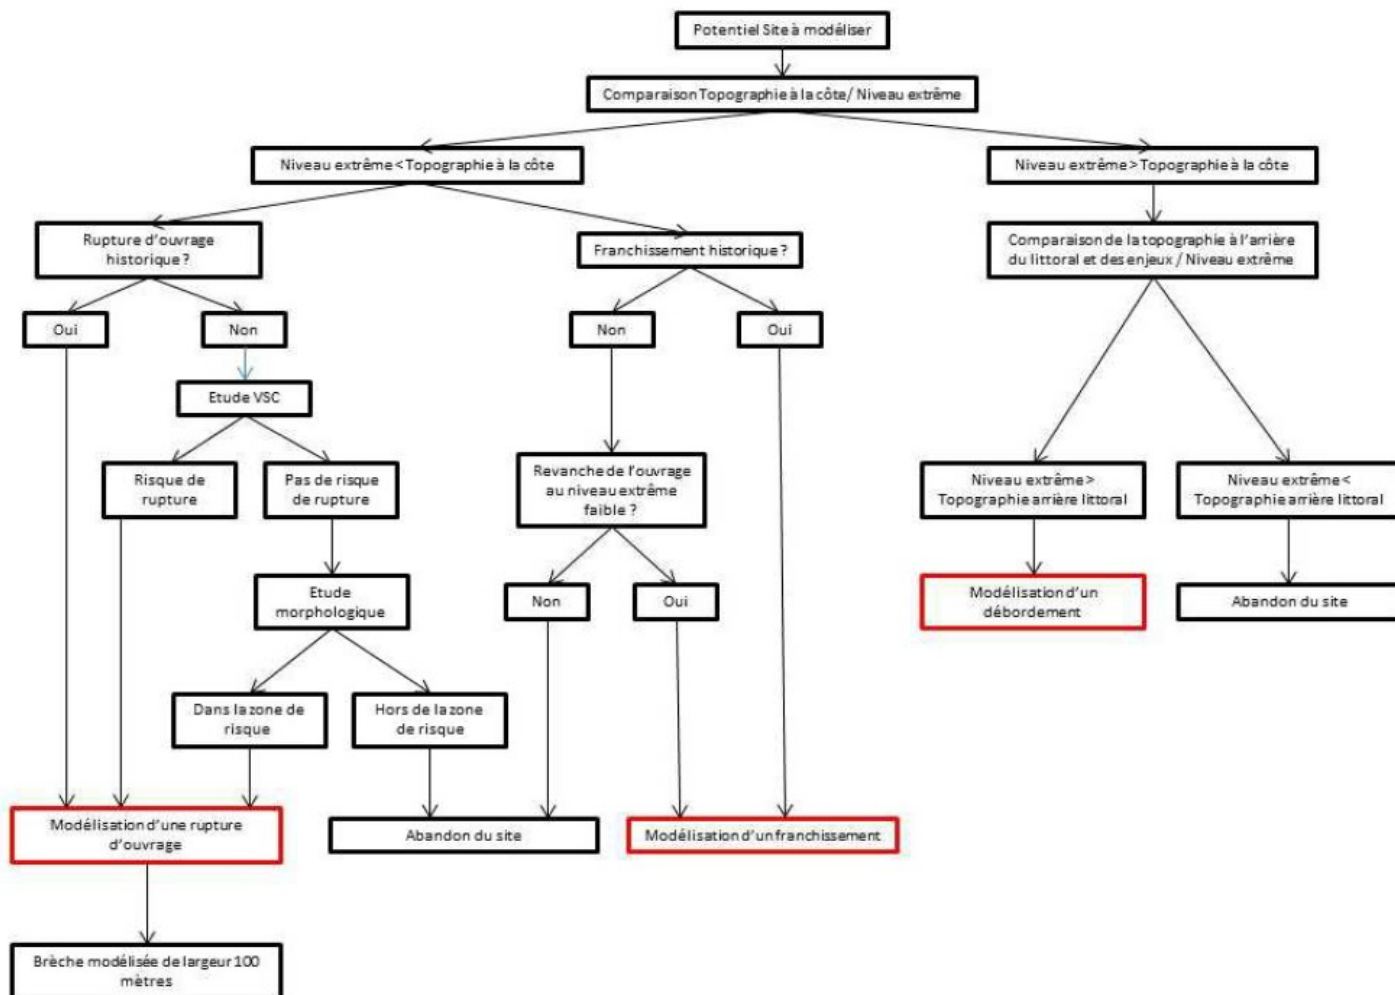 Potentiel Site à modéliser
Comparaison Topographie à la côte/ Niveau extrême
Niveau extrême < Topographie à la côte
Niveau extrême > Topographie à la côte
Rupture d'ouvrage
historique ?
Franchissement historique ?
Comparaison de la topographie à l'arrière
du littoral et des enjeux / Niveau extrême
Oui
Non
Non
Oui
Etude VSC
Risque de
rupture
Pas de risque
de rupture
Revanche de l'ouvrage
au niveau extrême
faible ?
Niveau extrême >
Topographie arrière littoral
Niveau extrême <
Topographie arrière littoral
Etude
morphologique
Non
Oui
Modélisation d'un
débordement
Abandon du site
Dans la zone de
risque
Hors de la zone
de risque
Modélisation d'une rupture
d'ouvrage
Abandon du site
Modélisation d'un franchissement
Brèche modélisée de largeur 100
mètres